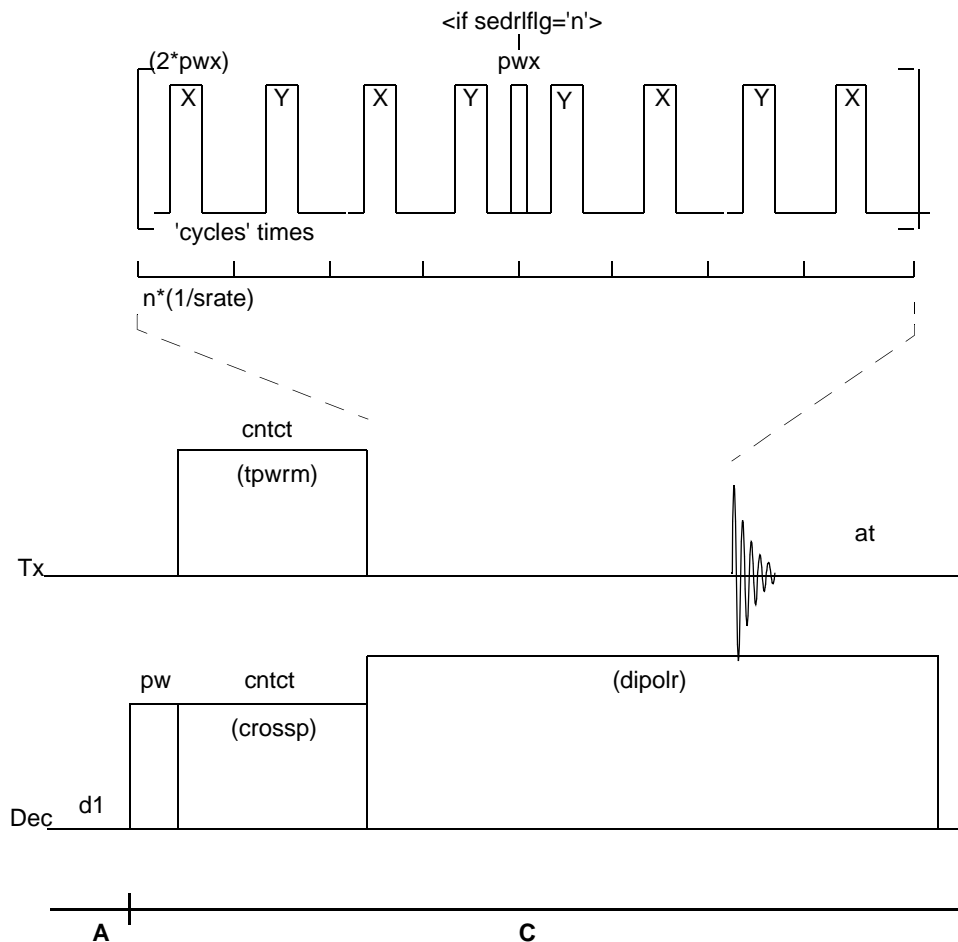 <if sedrlflg='n'>
(2*pwx) pwx
X Y X Y Y X Y X
'cycles' times
n*(1/srate)
cntct
(tpwrm)
at
Tx
pw cntct (dipolr)
(crossp)
d1
Dec
A C